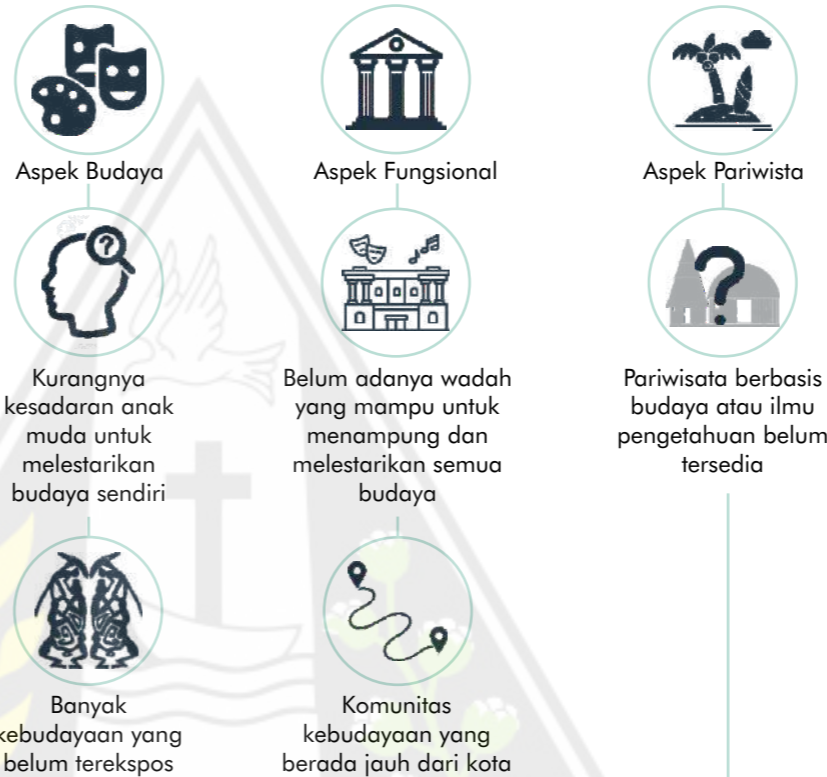 Aspek Budaya
Aspek Fungsional
Aspek Pariwista
Kurangnya
kesadaran anak
muda untuk
melestarikan
budaya sendiri
Belum adanya wadah
yang mampu untuk
menampung dan
melestarikan semua
budaya
Pariwisata berbasis
budaya atau ilmu
pengetahuan belum
tersedia
Banyak
kebudayaan yang
belum terekspos
Komunitas
kebudayaan yang
berada jauh dari kota